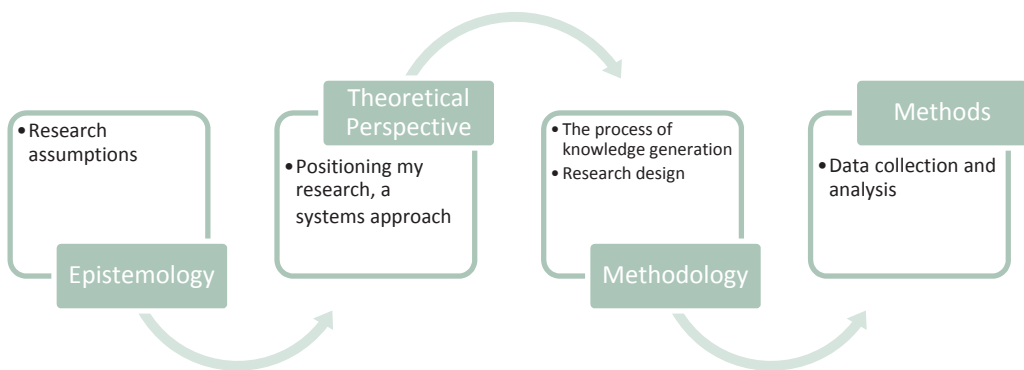 • Research
assumptions
Epistemology
Theoretical
Perspective
• Positioning my
research, a
systems approach
• The process of
knowledge generation
• Research design
Methodology
Methods
• Data collection and
analysis